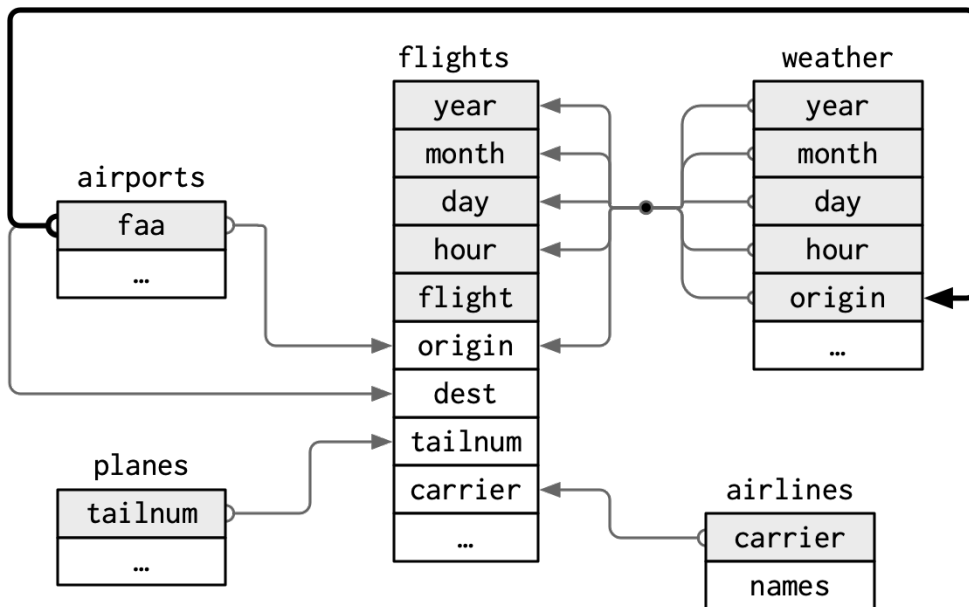 flights
year
month
day
hour
flight
origin
dest
tailnum
carrier
…
weather
year
month
day
hour
origin
…
airports
faa
…
planes
tailnum
…
airlines
carrier
names